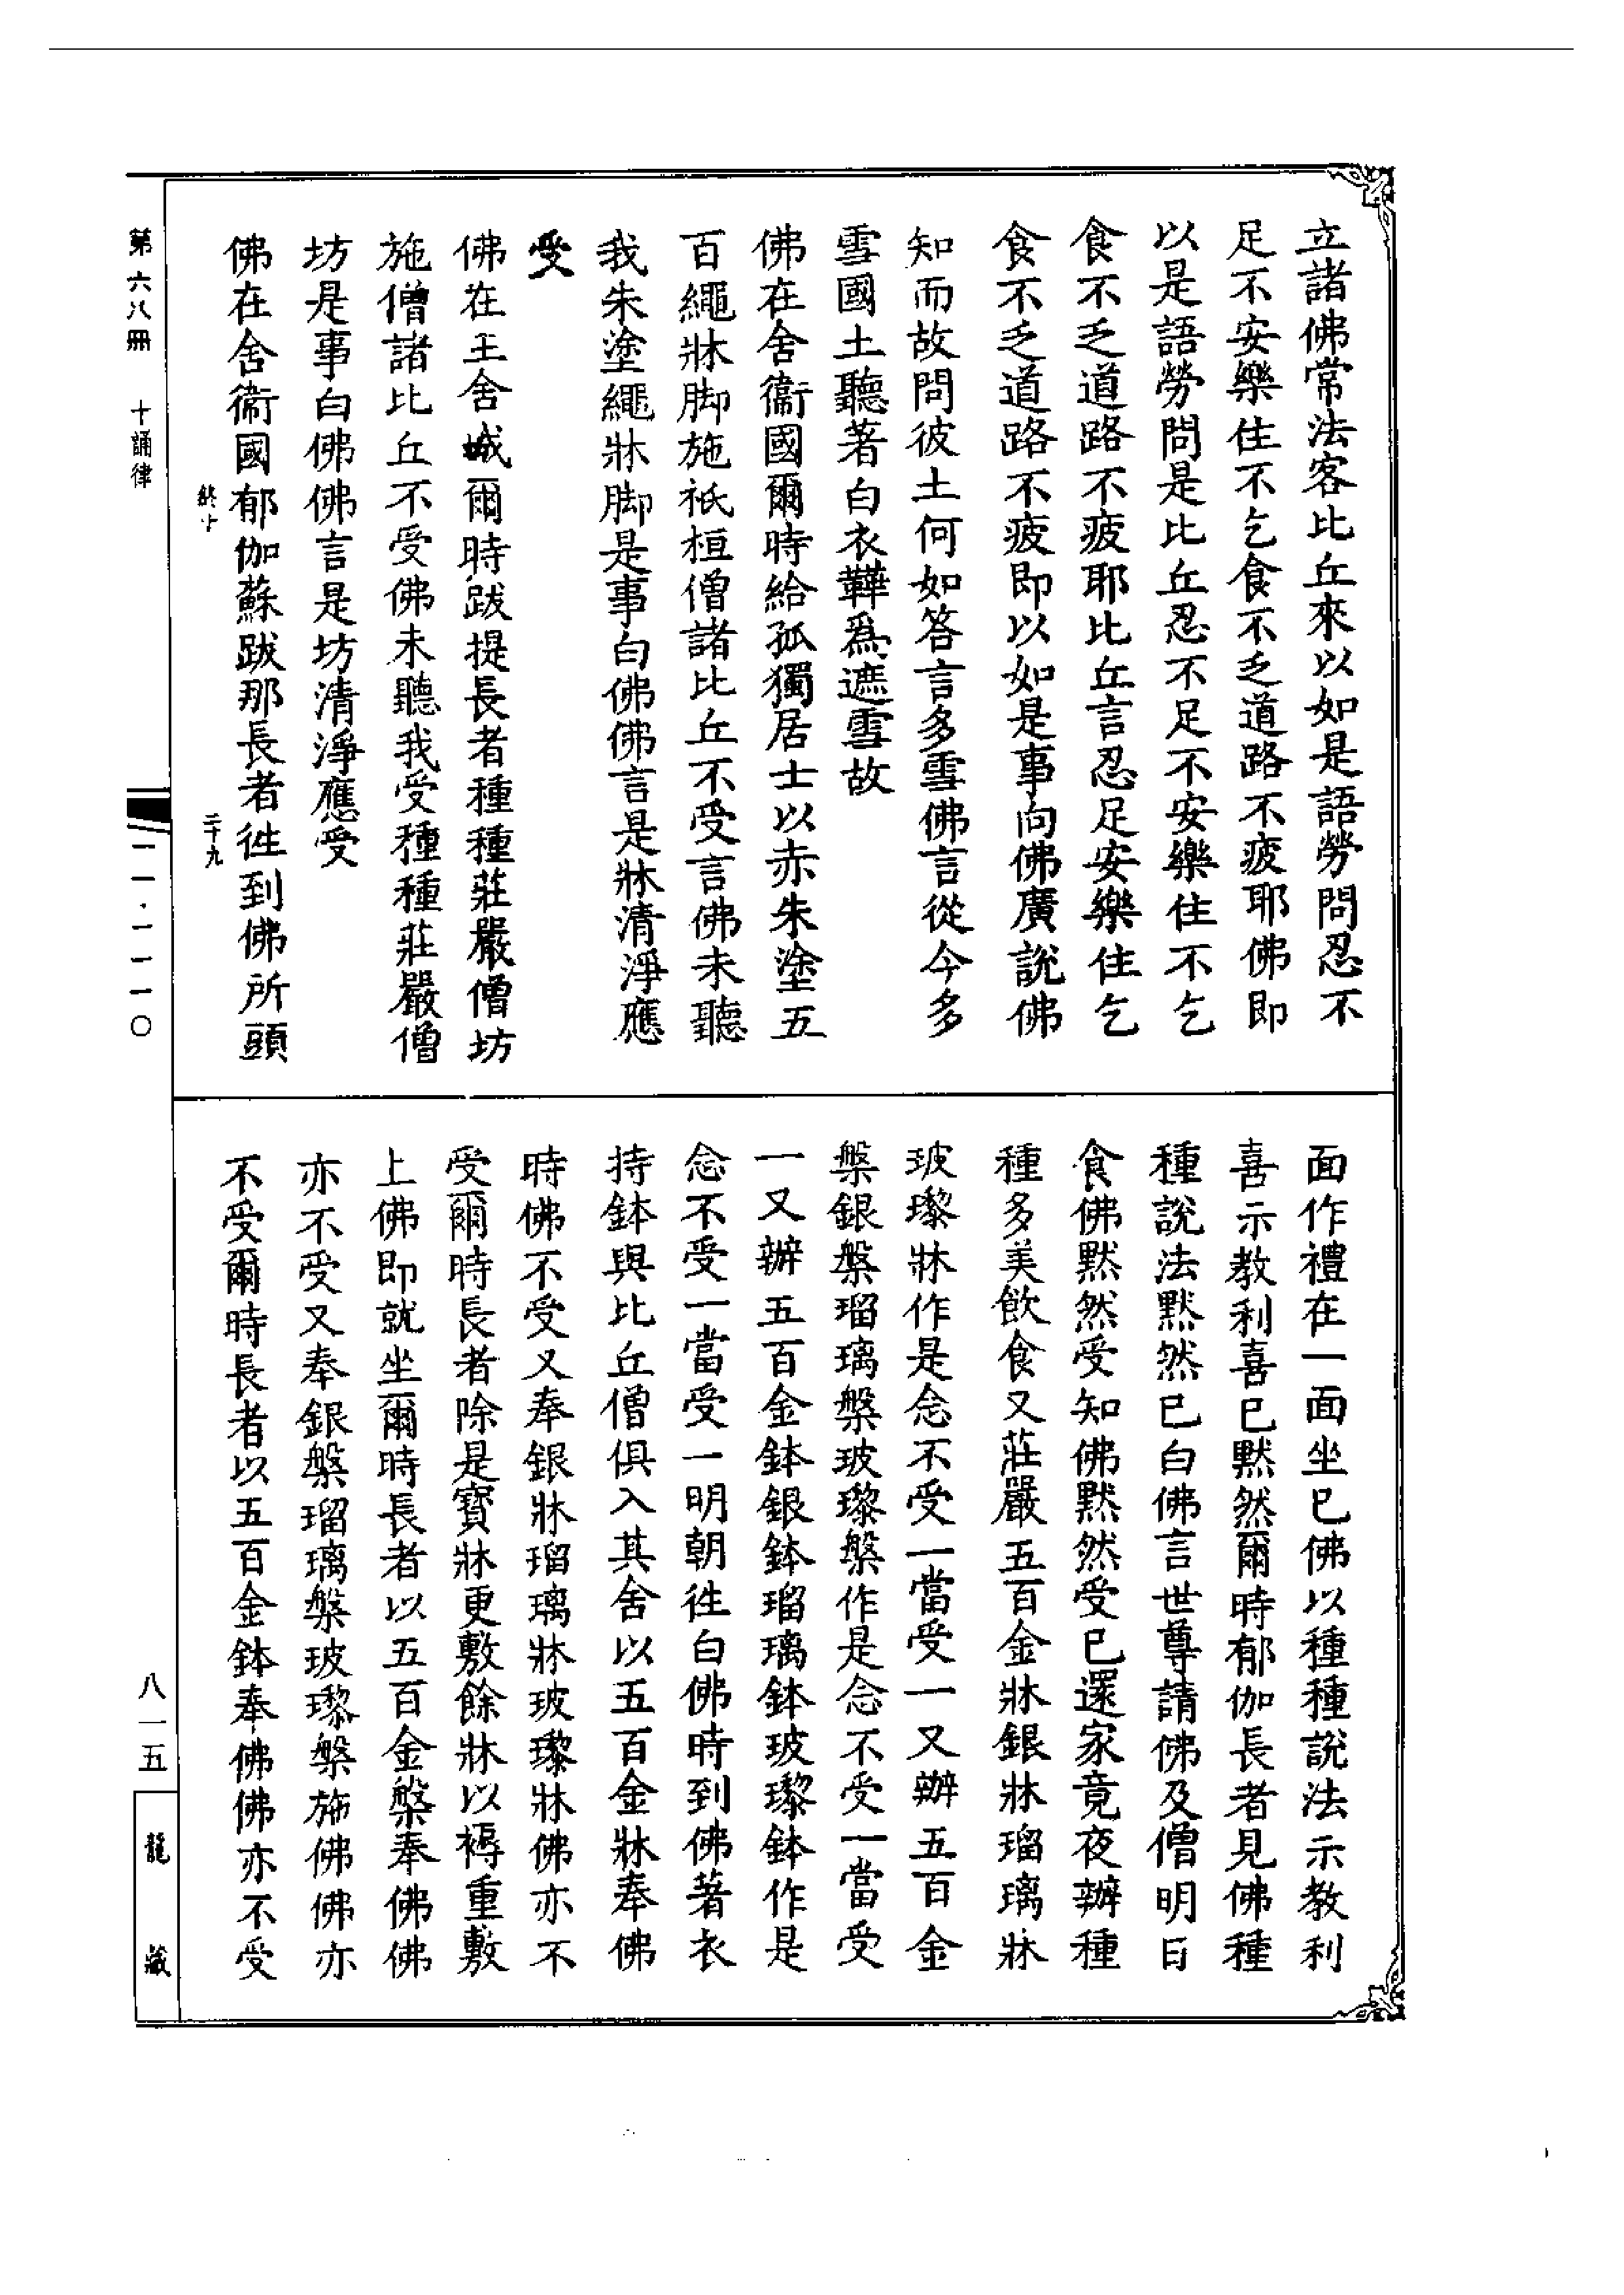 立諸佛常法客比丘來以如是語勞問忍不
足不安樂住不乞食不乏道路不疲耶佛即
以是語勞問是比丘忍不足不安樂住不乞
食不乏道路不疲耶比丘言忍足安樂住乞
食不乏道路不疲即以如是事向佛廣說佛
知而故問彼土何如答言多雪佛言從今多
雪國土聽著白衣鞾爲遮雪故
佛在舍衞國爾時給孤獨居士以赤朱塗五
百繩牀脚施祇桓僧諸比丘不受言佛未聽
我朱塗繩牀脚是事白佛佛言是牀清淨應
受
佛在王舍城爾時跋提長者種種莊嚴僧坊
施僧諸比丘不受佛未聽我受種種莊嚴僧
坊是事白佛佛言是坊清淨應受
佛在舍衞國郁伽蘇跋那長者徃到佛所頭
面作禮在一面坐已佛以種種說法示教利
喜示教利喜已默然爾時郁伽長者見佛種
種說法默然已白佛言世尊請佛及僧明日
食佛默然受知佛默然受已還家竟夜辦種
種多美飲食又莊嚴五百金牀銀牀瑠璃牀
玻瓈牀作是念不受一當受一又辦五百金
槃銀槃瑠璃槃玻瓈槃作是念不受一當受
一又辦五百金鉢銀鉢瑠璃鉢玻瓈鉢作是
念不受一當受一明朝徃白佛時到佛著衣
持鉢與比丘僧俱入其舍以五百金牀奉佛
時佛不受又奉銀牀瑠璃牀玻瓈牀佛亦不
受爾時長者除是寶牀更敷餘牀以褥重敷
上佛即就坐爾時長者以五百金槃奉佛佛
亦不受又奉銀槃瑠璃槃玻瓈槃施佛佛亦
不受爾時長者以五百金鉢奉佛佛亦不受
第六八冊 十誦律
一一·一一一〇
八一五
龍藏
二十九